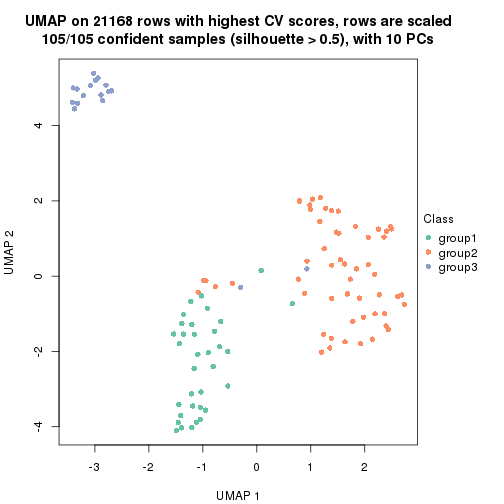 UMAP on 21168 rows with highest CV scores, rows are scaled
105/105 confident samples (silhouette > 0.5), with 10 PCs
4
2
0
-2
-4
UMAP 2
-3
-2
-1
0
1
2
UMAP 1
Class
group1
group2
group3